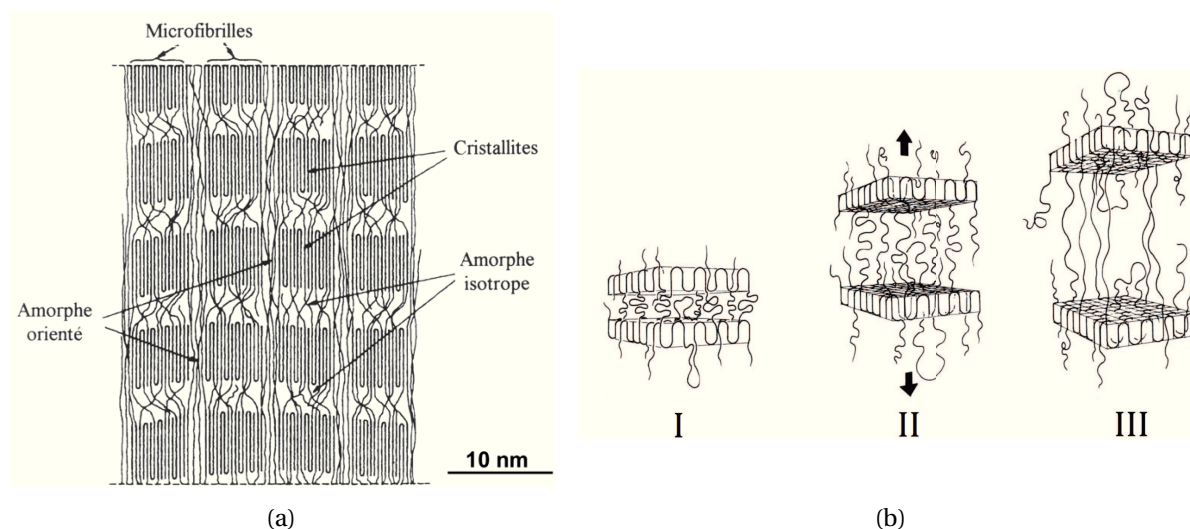 Microfibrilles
Cristallites
Amorphe
isotrope
Amorphe
orienté
10 nm
I
II
III
(a)
(b)